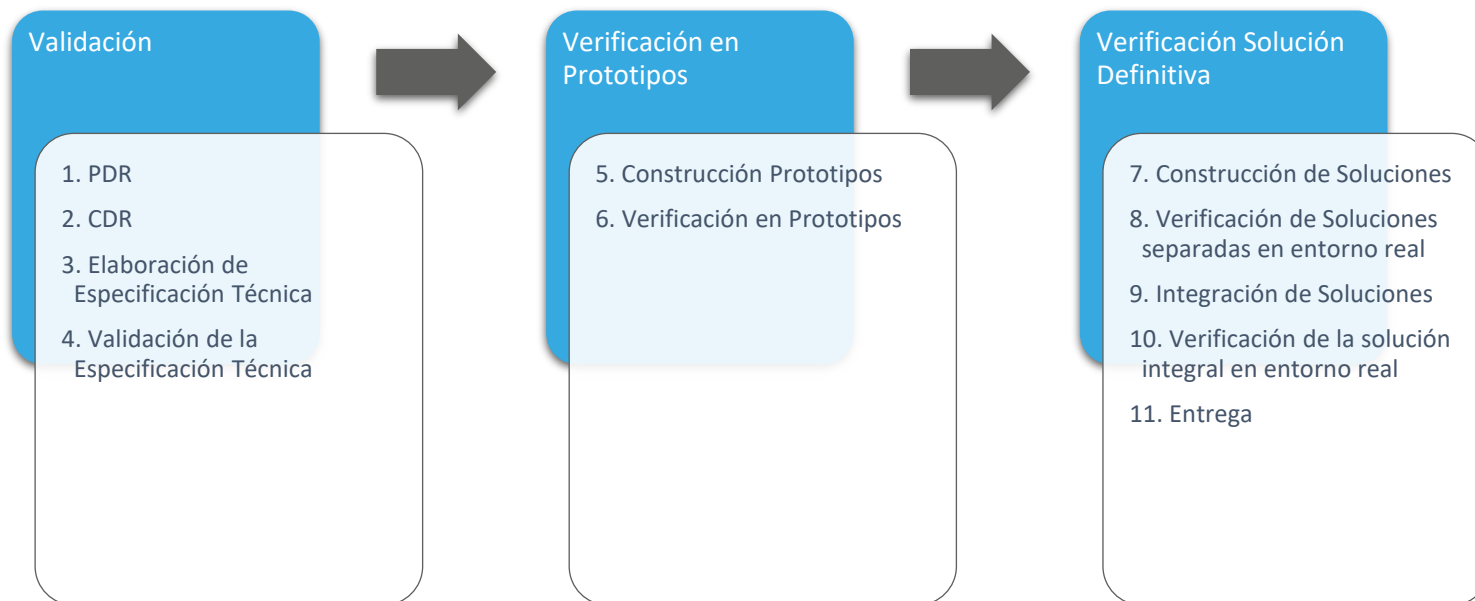 Validación
1. PDR
2. CDR
3. Elaboración de
Especificación Técnica
4. Validación de la
Especificación Técnica
Verificación en
Prototipos
5. Construcción Prototipos
6. Verificación en Prototipos
Verificación Solución
Definitiva
7. Construcción de Soluciones
8. Verificación de Soluciones
separadas en entorno real
9. Integración de Soluciones
10. Verificación de la solución
integral en entorno real
11. Entrega